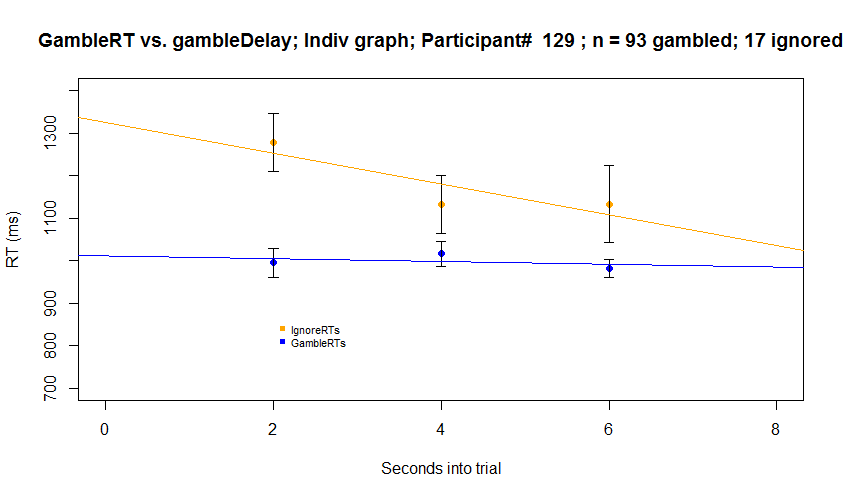 GambleRT vs. gambleDelay; Indiv graph; Participant#  129 ; n = 93 gambled; 17 ignored
RT (ms)
1300
1100
900
800
700
IgnoreRTs
GambleRTs
0 2 4 6 8
Seconds into trial